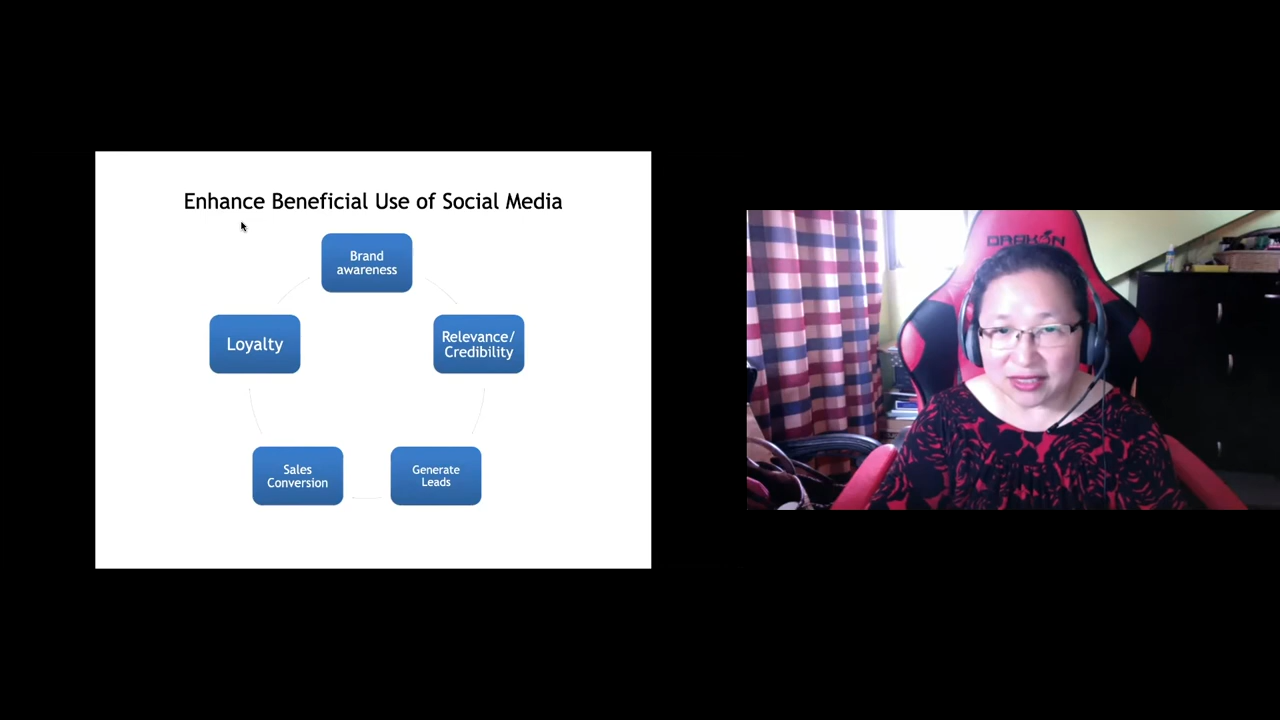 Enhance Beneficial Use of Social Media
Brand
awareness
Loyalty
Relevance/
Credibility
Sales
Conversion
Generate
Leads
DRAKON